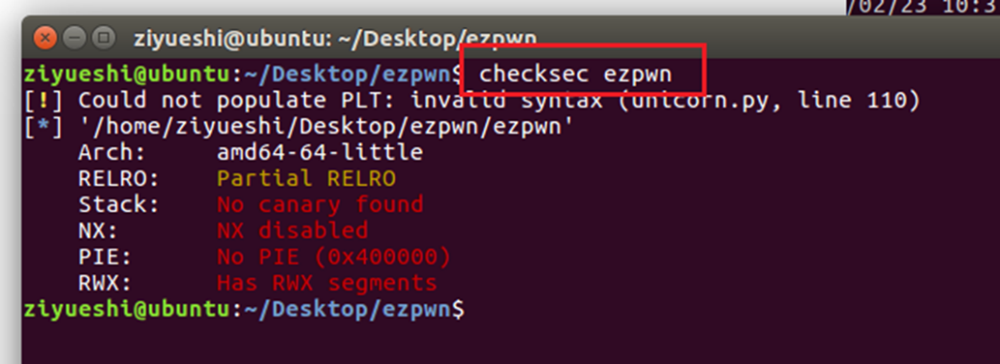 /02/23 10:3
ziyueshi@ubuntu: ~/Desktop/ezpwn
ziyueshi@ubuntu:~/Desktop/ezpwn$ checksec ezpwn
[!] Could not populate PLT: invalid syntax (unicorn.py, line 110)
[*] '/home/ziyueshi/Desktop/ezpwn/ezpwn'
Arch: amd64-64-little
RELRO: Partial RELRO
Stack: No canary found
NX: NX disabled
PIE: No PIE (0x400000)
RWX: Has RWX segments
ziyueshi@ubuntu:~/Desktop/ezpwn$